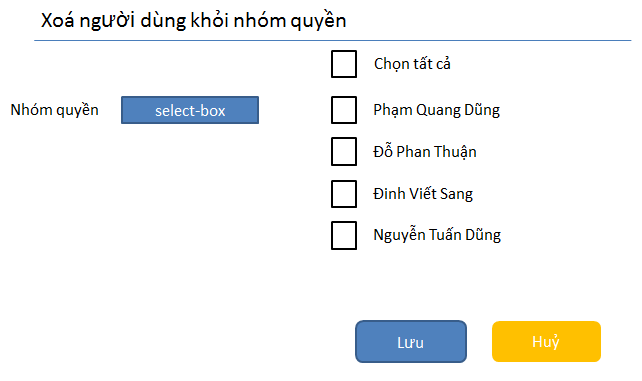 Xoá người dùng khỏi nhóm quyền
Chọn tất cả
Nhóm quyền
select-box
Phạm Quang Dũng
Đỗ Phan Thuận
Đinh Viết Sang
Nguyễn Tuấn Dũng
Lưu
Huỷ